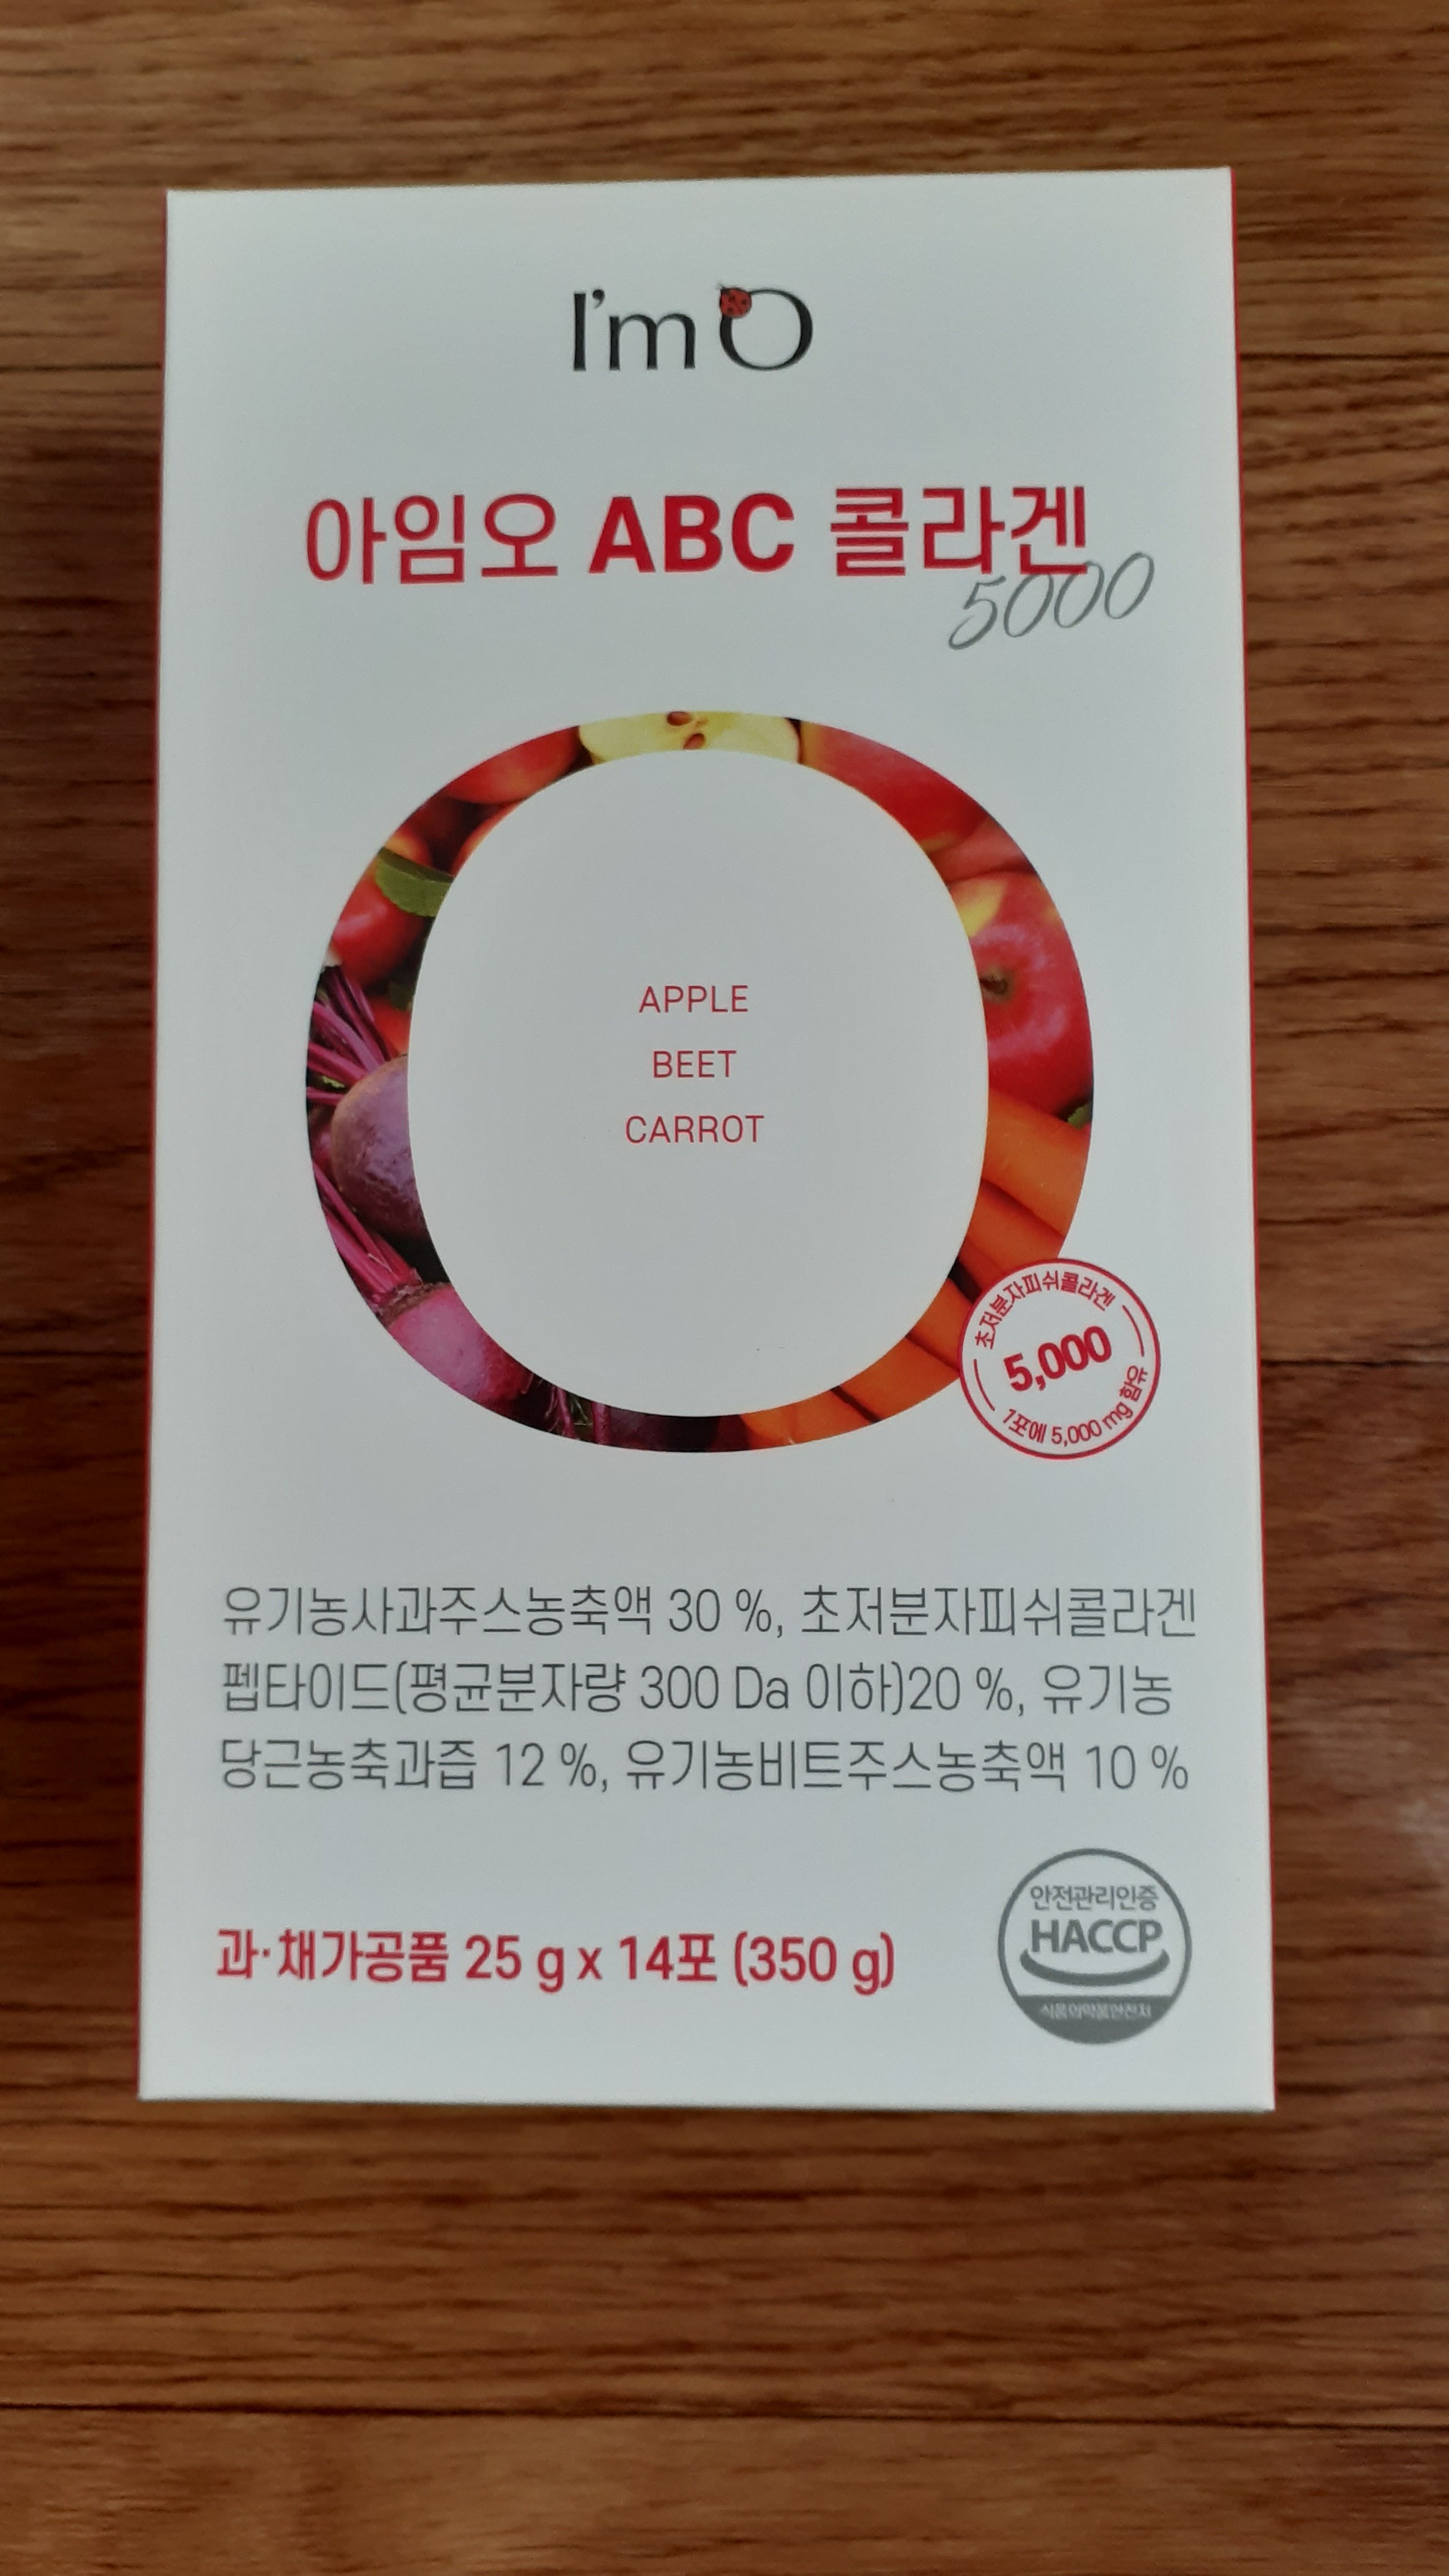 I'm O
아임오 ABC 콜라겐
5000
APPLE
BEET
CARROT
초저분자피쉬콜라겐
5,000
1포에 5,000 mg 함유
유기농사과주스농축액 30 %, 초저분자피쉬콜라겐
펩타이드(평균분자량 300 Da 이하)20 %, 유기농
당근농축과즙 12 %, 유기농비트주스농축액 10 %
과·채가공품 25 g x 14포 (350 g)
안전관리인증
HACCP
식품의약품안전처